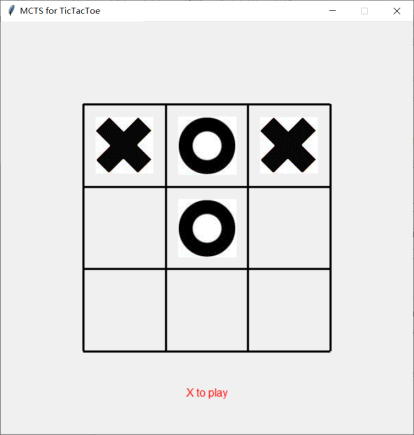 MCTS for TicTacToe
X O X
O
X to play